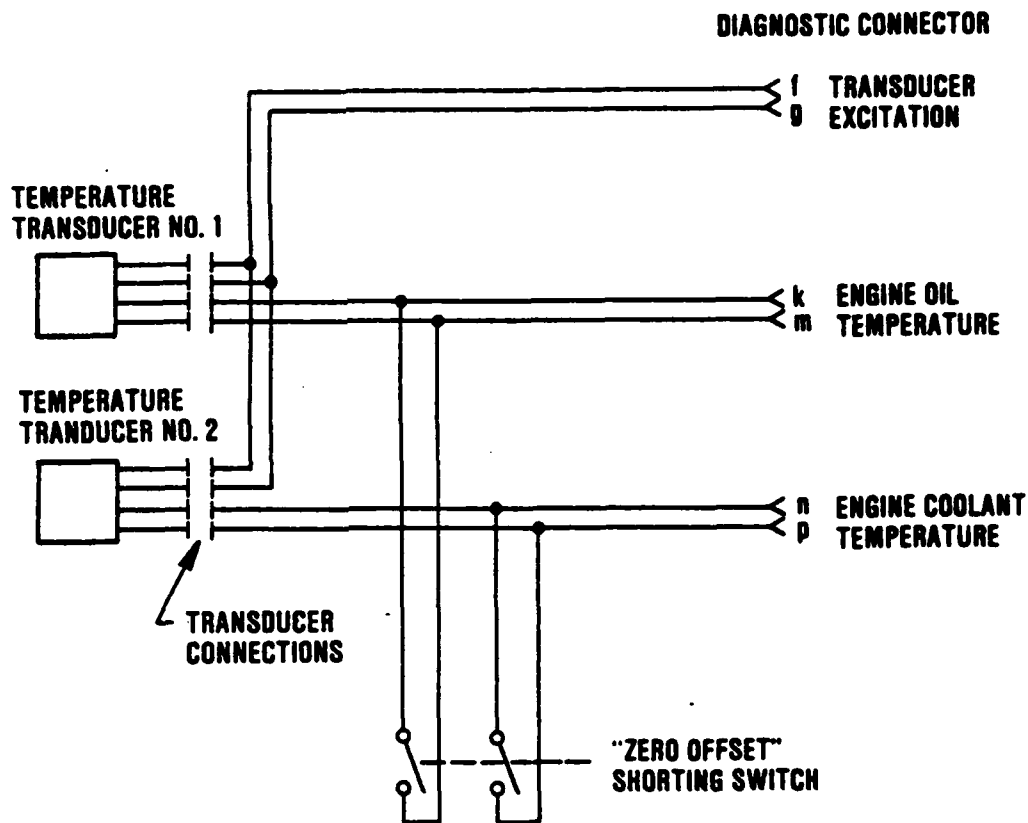 DIAGNOSTIC CONNECTOR
f TRANSDUCER
g EXCITATION
TEMPERATURE
TRANSDUCER NO. 1
k ENGINE OIL
m TEMPERATURE
TEMPERATURE
TRANDUCER NO. 2
n ENGINE COOLANT
p TEMPERATURE
TRANSDUCER
CONNECTIONS
"ZERO OFFSET"
SHORTING SWITCH